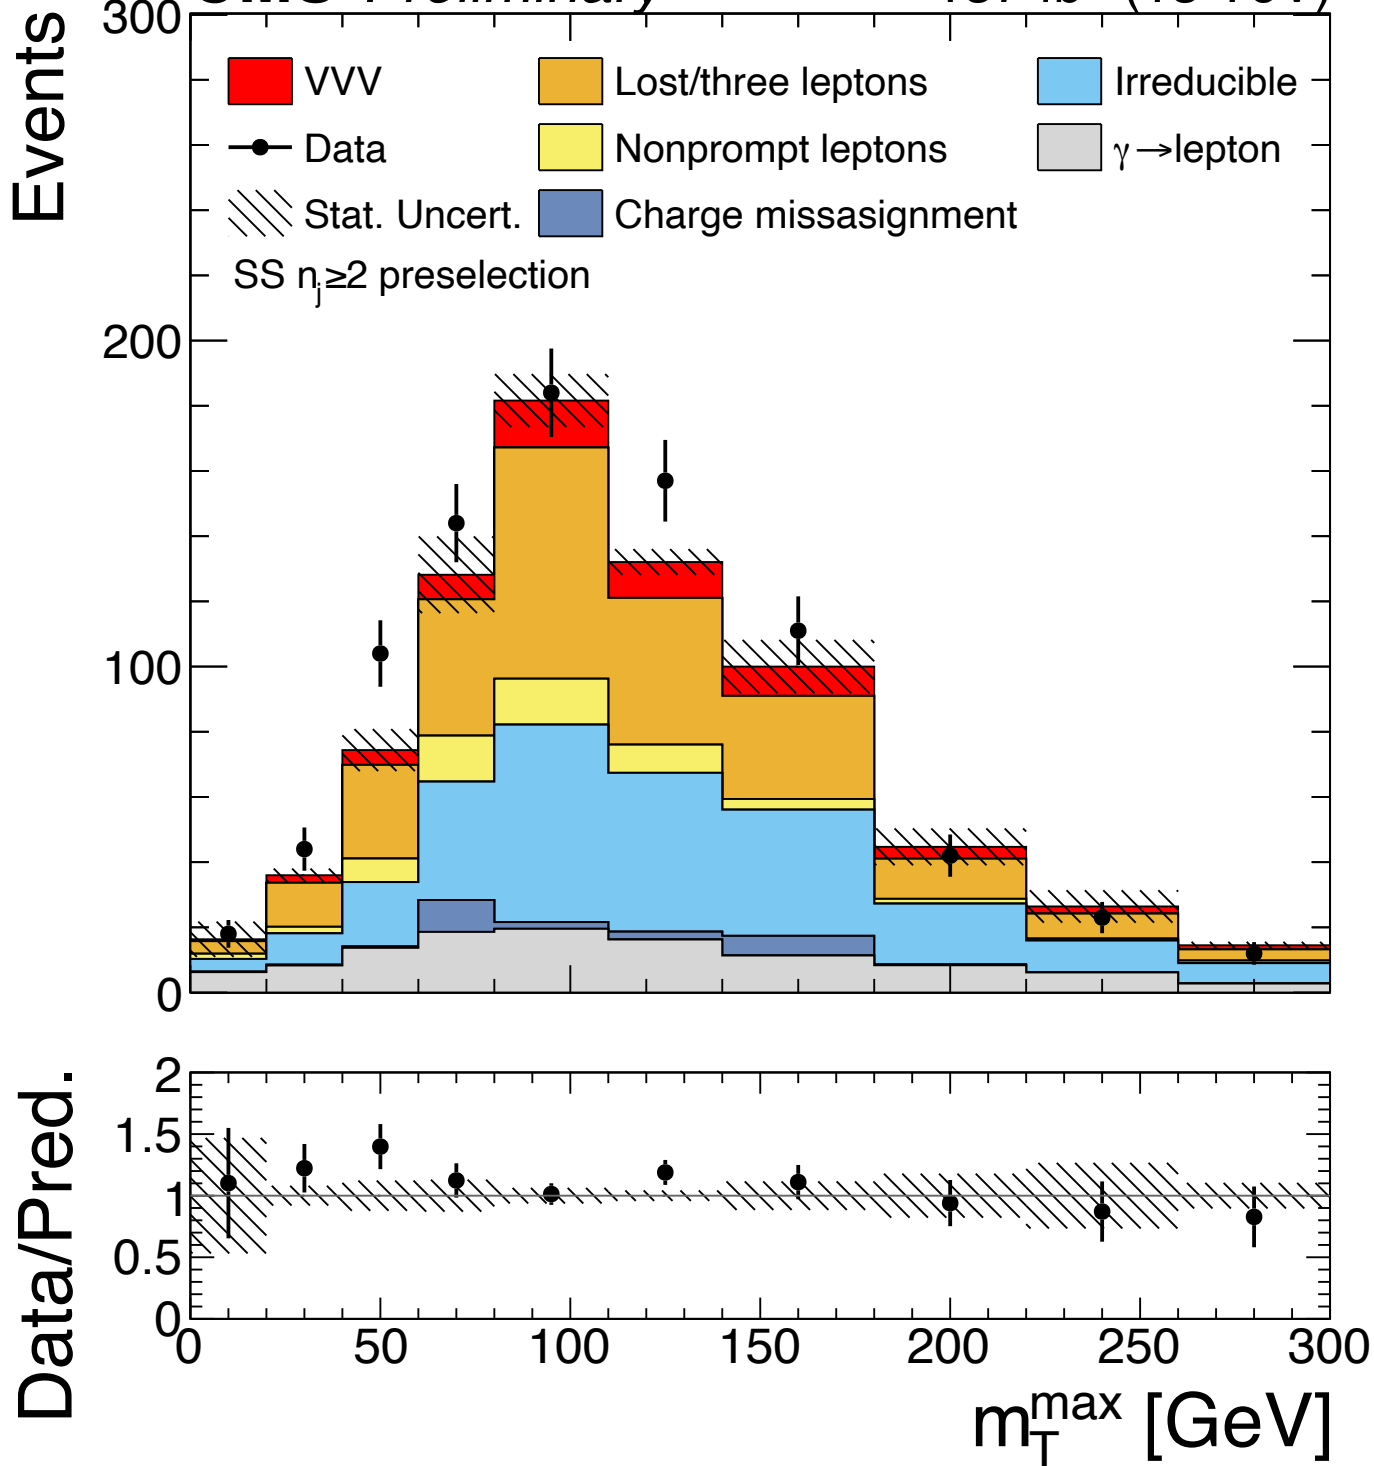 Preliminary
300
Events
VVV
Lost/three leptons
Irreducible
Data
Nonprompt leptons
γ→lepton
Stat. Uncert.
Charge missasignment
SS nj≥2 preselection
200
100
0
Data/Pred.
2
1.5
1
0.5
0
0 50 100 150 200 250 300
mTmax [GeV]